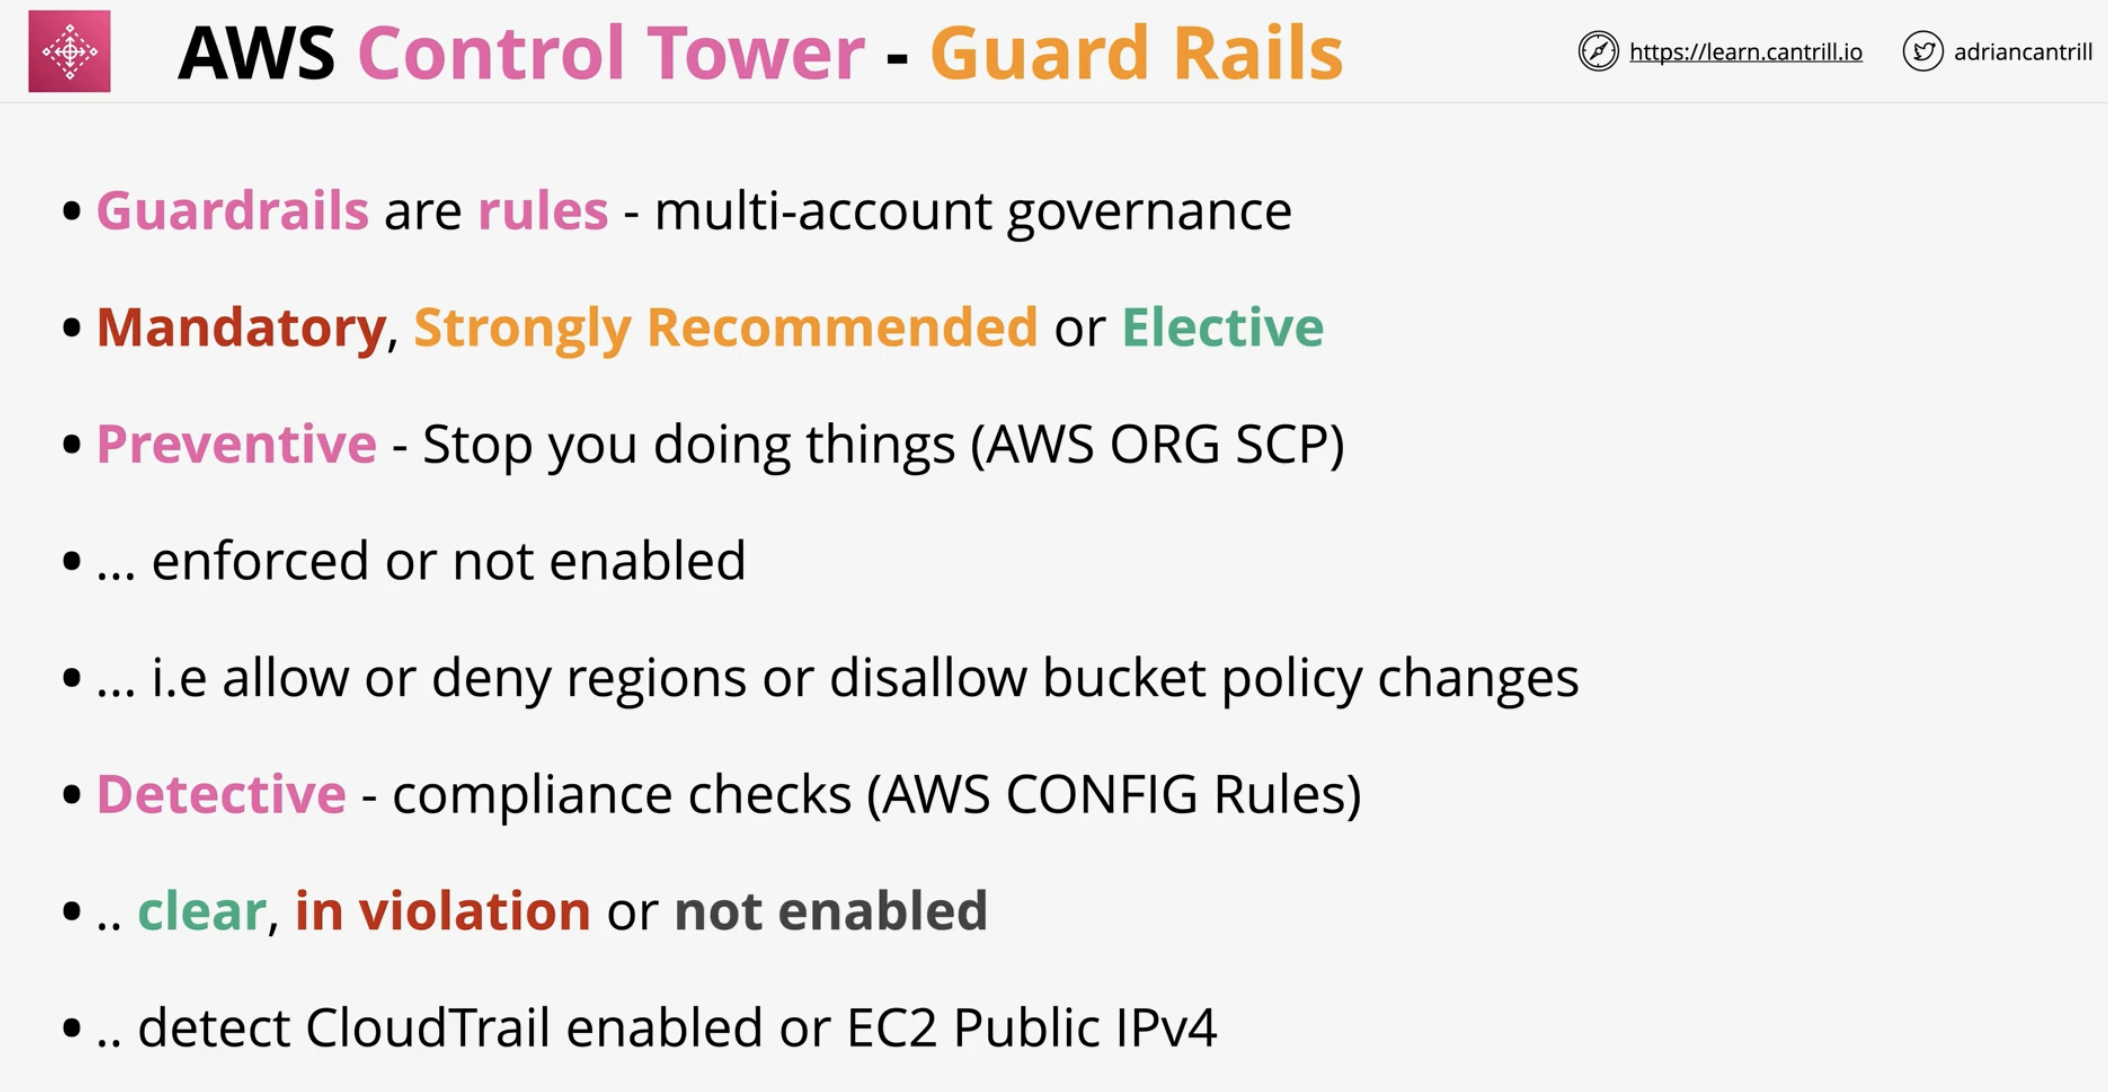 AWS Control Tower - Guard Rails
https://learn.cantrill.io
adriancantrill
• Guardrails are rules - multi-account governance
• Mandatory, Strongly Recommended or Elective
• Preventive - Stop you doing things (AWS ORG SCP)
• ... enforced or not enabled
• ... i.e allow or deny regions or disallow bucket policy changes
• Detective - compliance checks (AWS CONFIG Rules)
• .. clear, in violation or not enabled
• .. detect CloudTrail enabled or EC2 Public IPv4